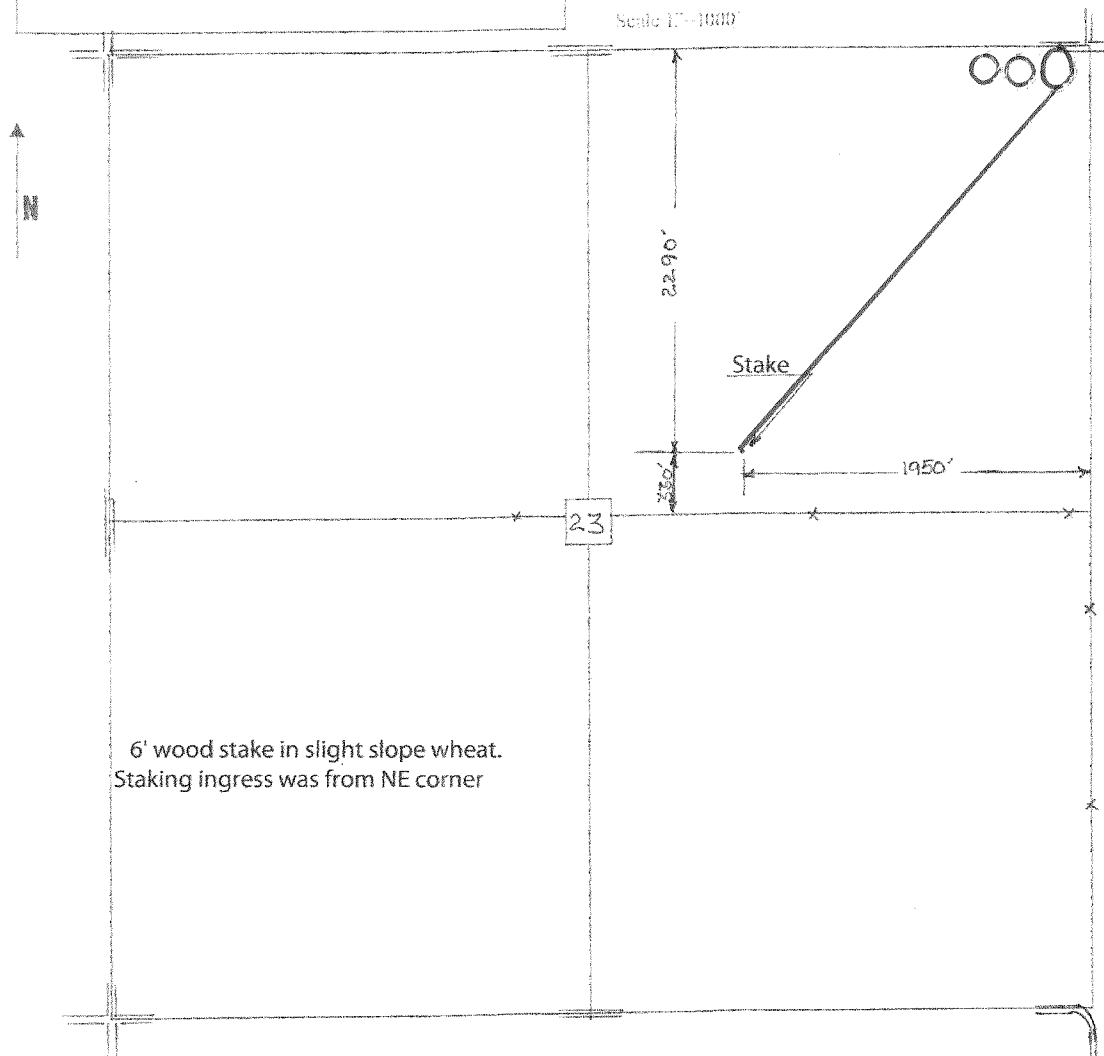 Scale 1"=1000'
N
2290'
Stake
1950'
330'
23
6' wood stake in slight slope wheat.
Staking ingress was from NE corner